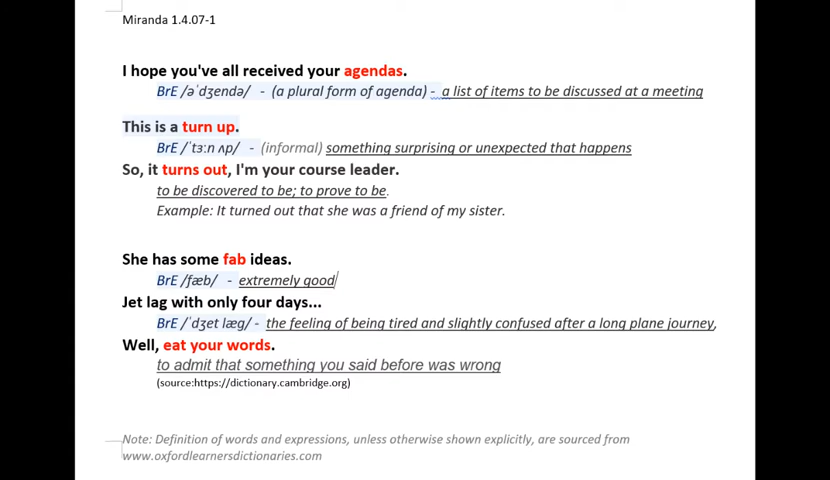 Miranda 1.4.07-1
I hope you've all received your agendas.
BrE /əˈdʒendə/ - (a plural form of agenda) - a list of items to be discussed at a meeting
This is a turn up.
BrE /ˈtɜːn ʌp/ - (informal) something surprising or unexpected that happens
So, it turns out, I'm your course leader.
to be discovered to be; to prove to be.
Example: It turned out that she was a friend of my sister.
She has some fab ideas.
BrE /fæb/ - extremely good
Jet lag with only four days...
BrE /ˈdʒet læɡ/ - the feeling of being tired and slightly confused after a long plane journey,
Well, eat your words.
to admit that something you said before was wrong
(source:https://dictionary.cambridge.org)
Note: Definition of words and expressions, unless otherwise shown explicitly, are sourced from
www.oxfordlearnersdictionaries.com